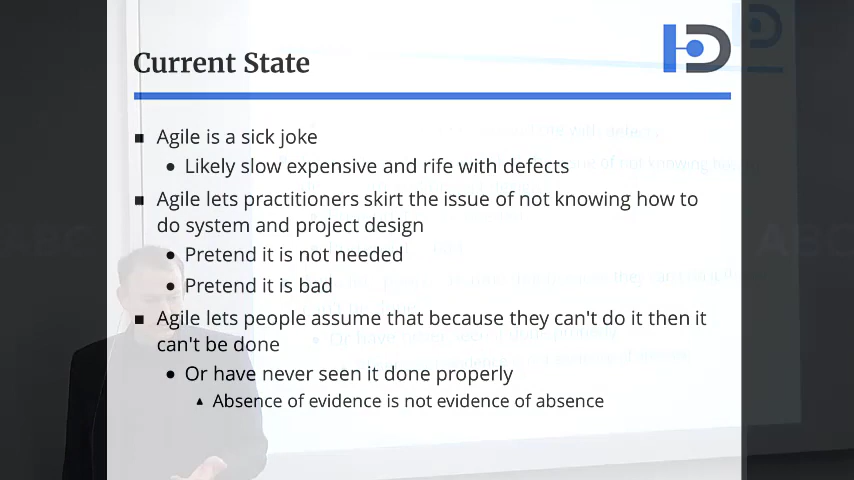 Current State
Agile is a sick joke
Likely slow expensive and rife with defects
Agile lets practitioners skirt the issue of not knowing how to
do system and project design
Pretend it is not needed
Pretend it is bad
Agile lets people assume that because they can't do it then it
can't be done
Or have never seen it done properly
Absence of evidence is not evidence of absence